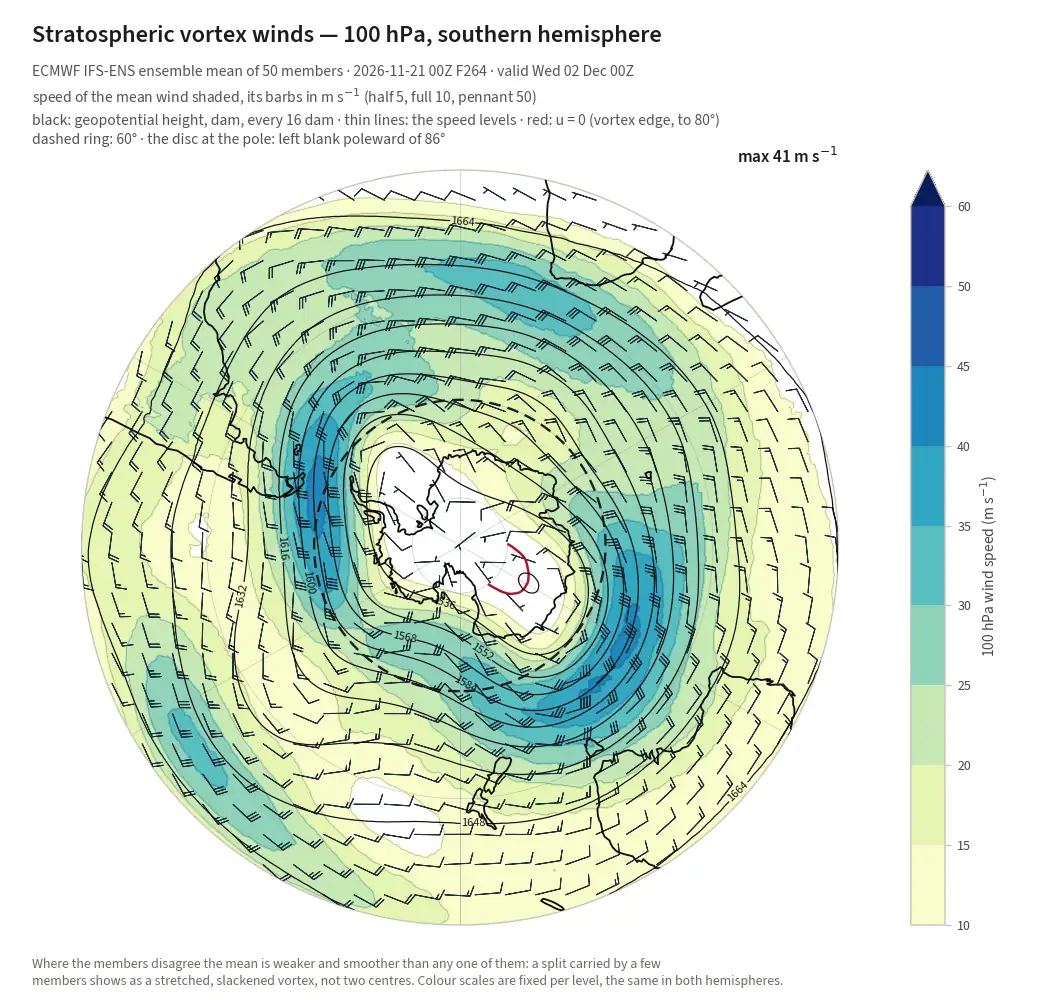 Stratospheric vortex winds — 100 hPa, southern hemisphere
ECMWF IFS-ENS ensemble mean of 50 members · 2026-11-21 00Z F264 · valid Wed 02 Dec 00Z
speed of the mean wind shaded, its barbs in m s⁻¹ (half 5, full 10, pennant 50)
black: geopotential height, dam, every 16 dam · thin lines: the speed levels · red: u = 0 (vortex edge, to 80°)
dashed ring: 60° · the disc at the pole: left blank poleward of 86°
max 41 m s⁻¹
1664
1616
1600
1632
1568
1552
1584
1648
1664
60
50
45
40
35
30
25
20
15
10
100 hPa wind speed (m s⁻¹)
Where the members disagree the mean is weaker and smoother than any one of them: a split carried by a few
members shows as a stretched, slackened vortex, not two centres. Colour scales are fixed per level, the same in both hemispheres.